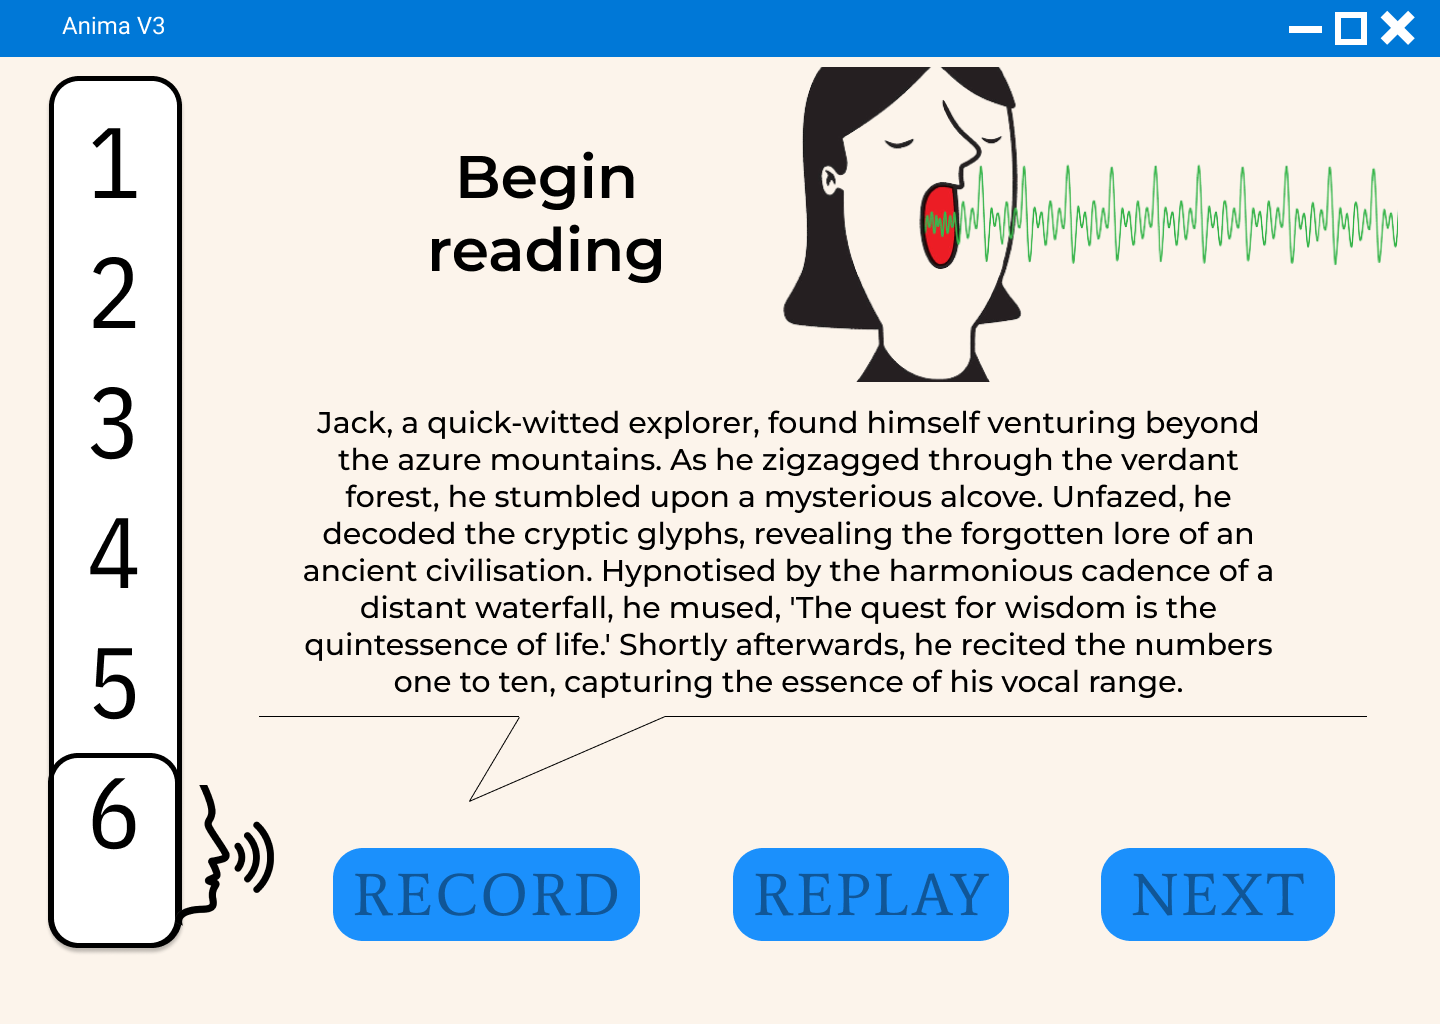 Anima V3
1
2
3
4
5
6
Begin
reading
Jack, a quick-witted explorer, found himself venturing beyond
the azure mountains. As he zigzagged through the verdant
forest, he stumbled upon a mysterious alcove. Unfazed, he
decoded the cryptic glyphs, revealing the forgotten lore of an
ancient civilisation. Hypnotised by the harmonious cadence of a
distant waterfall, he mused, 'The quest for wisdom is the
quintessence of life.' Shortly afterwards, he recited the numbers
one to ten, capturing the essence of his vocal range.
RECORD
REPLAY
NEXT